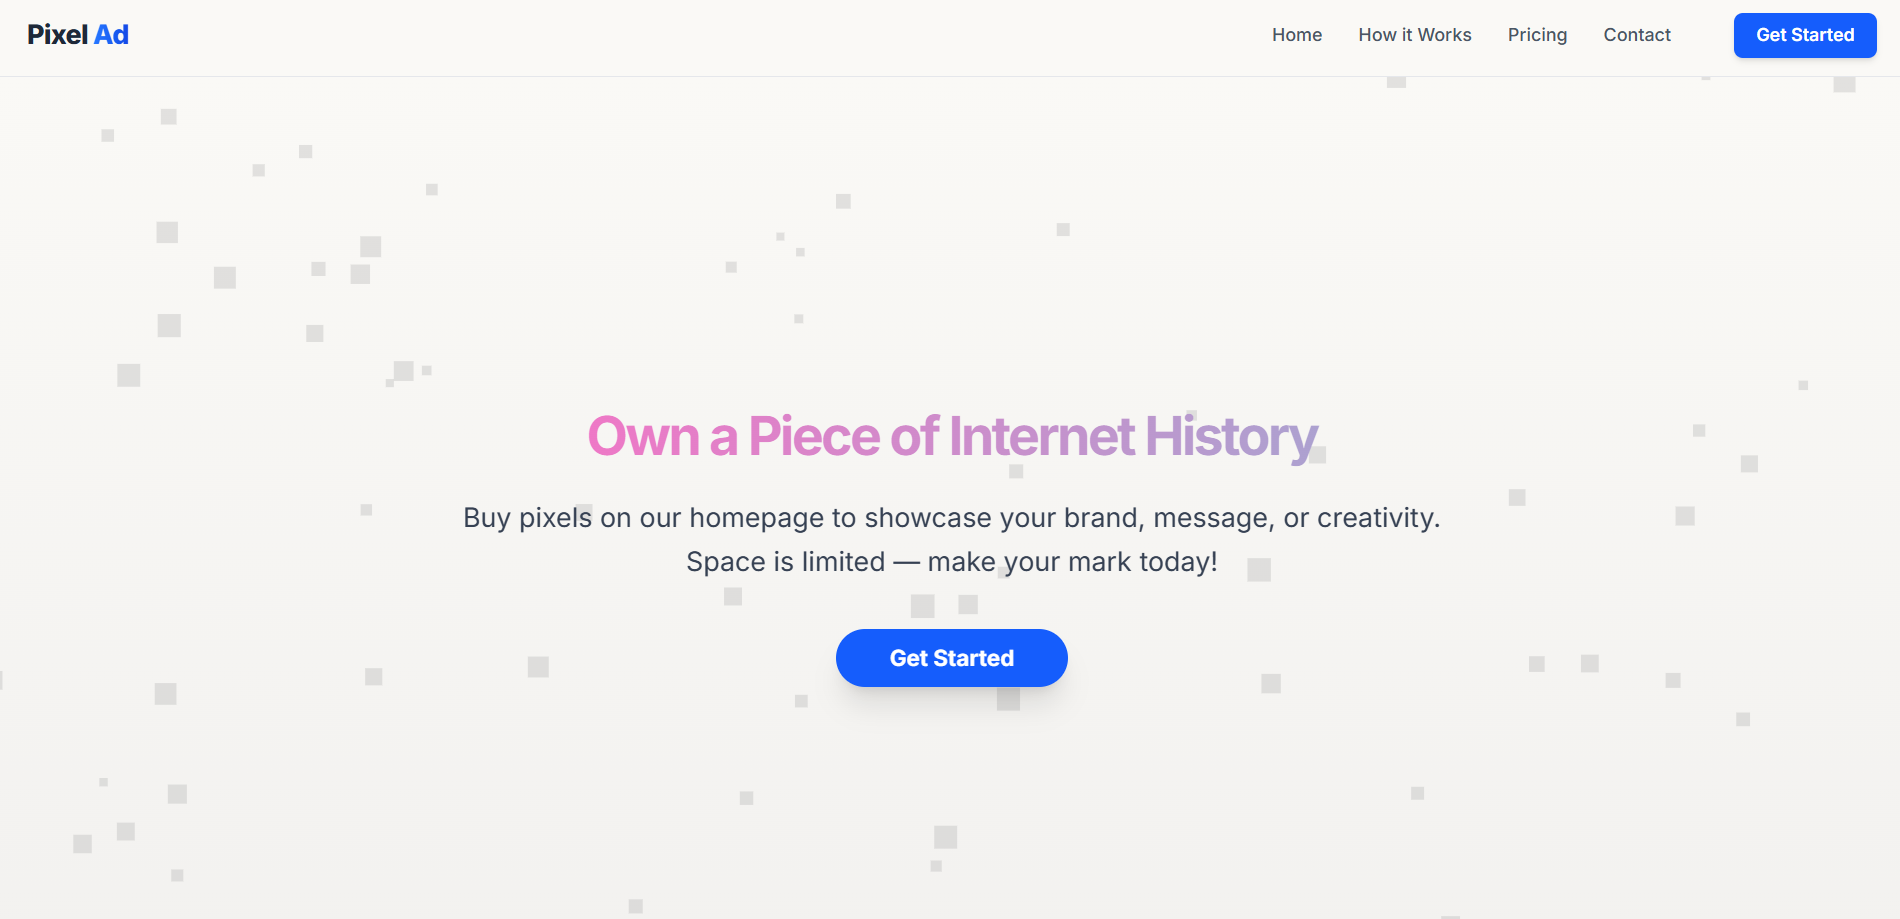 Pixel Ad
Home
How it Works
Pricing
Contact
Get Started
Own a Piece of Internet History
Buy pixels on our homepage to showcase your brand, message, or creativity.
Space is limited — make your mark today!
Get Started